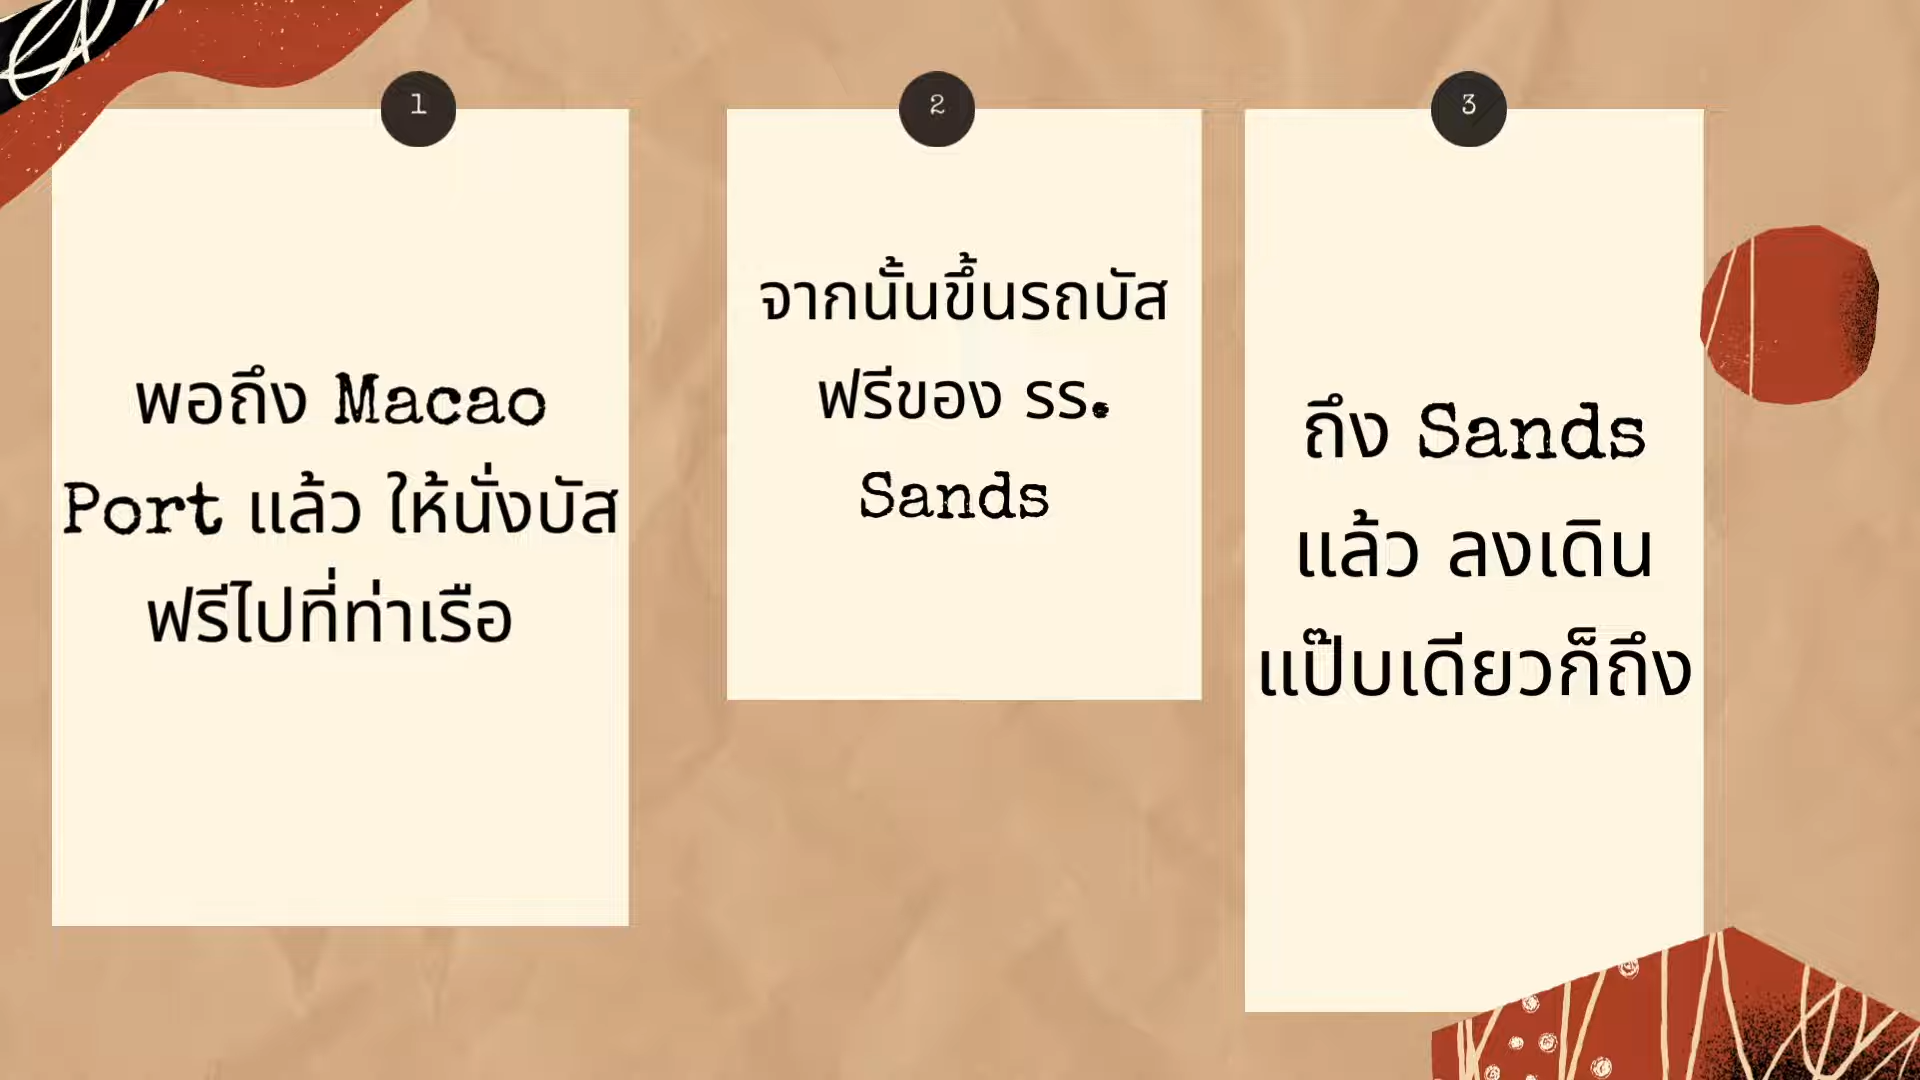 1
พอถึง Macao
Port แล้ว ให้นั่งบัส
ฟรีไปที่ท่าเรือ
2
จากนั้นขึ้นรถบัส
ฟรีของ รร.
Sands
3
ถึง Sands
แล้ว ลงเดิน
แป๊บเดียวก็ถึง